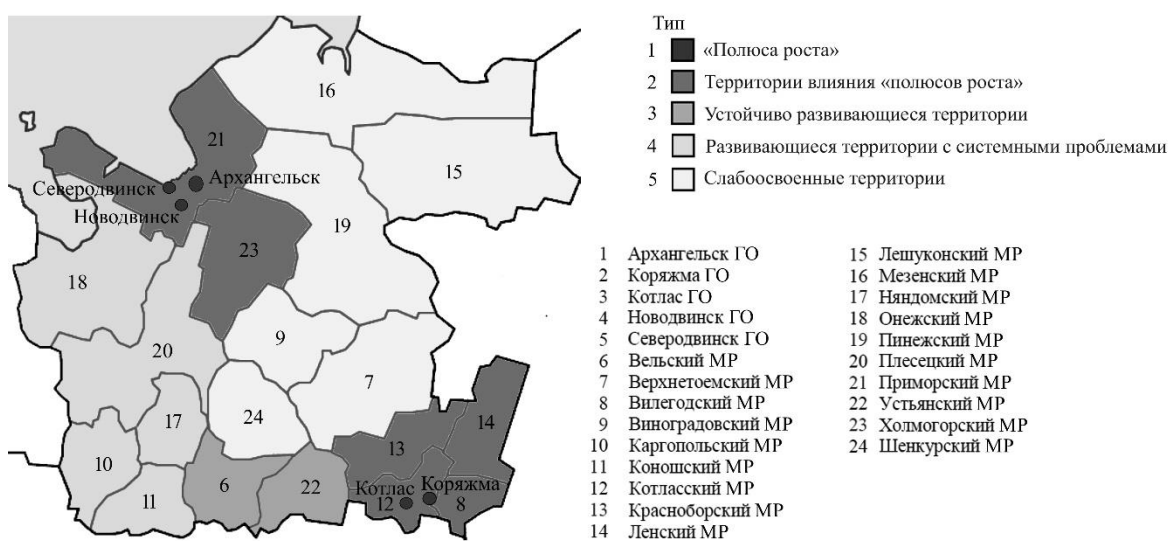 16
21
15
Северодвинск
Архангельск
Новодвинск
19
23
18
9
20
7
24
17
14
13
10
Котлас
Коряжма
6
22
12
8
11
Тип
1 «Полюса роста»
2 Территории влияния «полюсов роста»
3 Устойчиво развивающиеся территории
4 Развивающиеся территории с системными проблемами
5 Слабоосвоенные территории
1 Архангельск ГО
2 Коряжма ГО
3 Котлас ГО
4 Новодвинск ГО
5 Северодвинск ГО
6 Вельский МР
7 Верхнетоемский МР
8 Вилегодский МР
9 Виноградовский МР
10 Каргопольский МР
11 Коношский МР
12 Котласский МР
13 Красноборский МР
14 Ленский МР
15 Лешуконский МР
16 Мезенский МР
17 Няндомский МР
18 Онежский МР
19 Пинежский МР
20 Плесецкий МР
21 Приморский МР
22 Устьянский МР
23 Холмогорский МР
24 Шенкурский МР